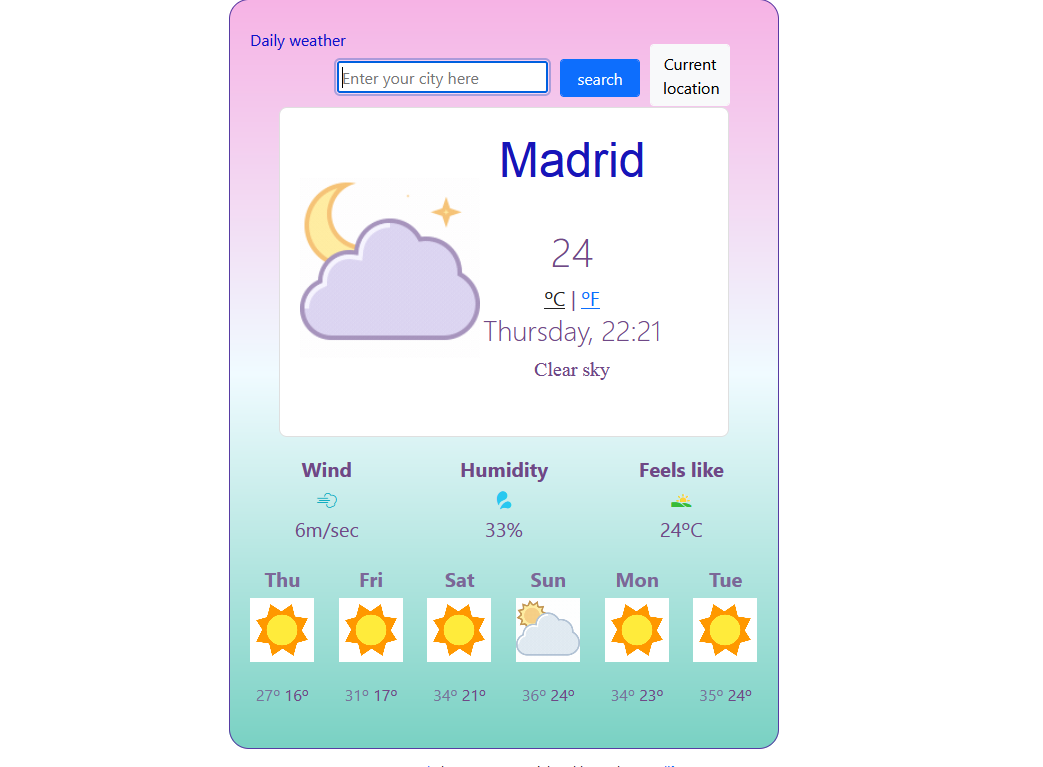 Daily weather
Enter your city here
search
Current
location
Madrid
24
ºC | ºF
Thursday, 22:21
Clear sky
Wind Humidity Feels like
6m/sec 33% 24ºC
Thu Fri Sat Sun Mon Tue
27º 16º 31º 17º 34º 21º 36º 24º 34º 23º 35º 24º